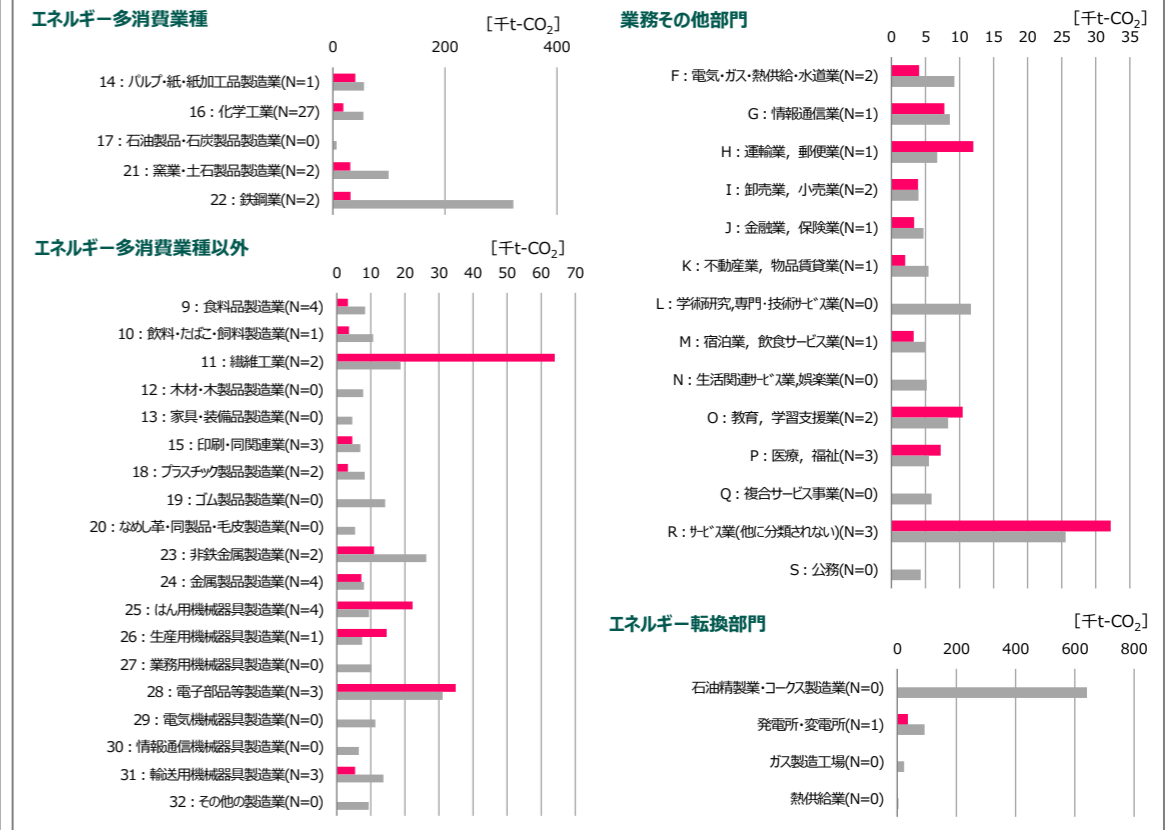 エネルギー多消費業種
[千t-CO2]
0 200 400
14：パルプ・紙・紙加工品製造業(N=1)
16：化学工業(N=27)
17：石油製品・石炭製品製造業(N=0)
21：窯業・土石製品製造業(N=2)
22：鉄鋼業(N=2)
エネルギー多消費業種以外
[千t-CO2]
0 10 20 30 40 50 60 70
9：食料品製造業(N=4)
10：飲料・たばこ・飼料製造業(N=1)
11：繊維工業(N=2)
12：木材・木製品製造業(N=0)
13：家具・装備品製造業(N=0)
15：印刷・同関連業(N=3)
18：プラスチック製品製造業(N=2)
19：ゴム製品製造業(N=0)
20：なめし革・同製品・毛皮製造業(N=0)
23：非鉄金属製造業(N=2)
24：金属製品製造業(N=4)
25：はん用機械器具製造業(N=4)
26：生産用機械器具製造業(N=1)
27：業務用機械器具製造業(N=0)
28：電子部品等製造業(N=3)
29：電気機械器具製造業(N=0)
30：情報通信機械器具製造業(N=0)
31：輸送用機械器具製造業(N=3)
32：その他の製造業(N=0)
業務その他部門
[千t-CO2]
0 5 10 15 20 25 30 35
F：電気・ガス・熱供給・水道業(N=2)
G：情報通信業(N=1)
H：運輸業，郵便業(N=1)
I：卸売業，小売業(N=2)
J：金融業，保険業(N=1)
K：不動産業，物品賃貸業(N=1)
L：学術研究,専門・技術ｻｰﾋﾞｽ業(N=0)
M：宿泊業，飲食サービス業(N=1)
N：生活関連ｻｰﾋﾞｽ業,娯楽業(N=0)
O：教育，学習支援業(N=2)
P：医療，福祉(N=3)
Q：複合サービス事業(N=0)
R：ｻｰﾋﾞｽ業(他に分類されない)(N=3)
S：公務(N=0)
エネルギー転換部門
[千t-CO2]
0 200 400 600 800
石油精製業・コークス製造業(N=0)
発電所・変電所(N=1)
ガス製造工場(N=0)
熱供給業(N=0)